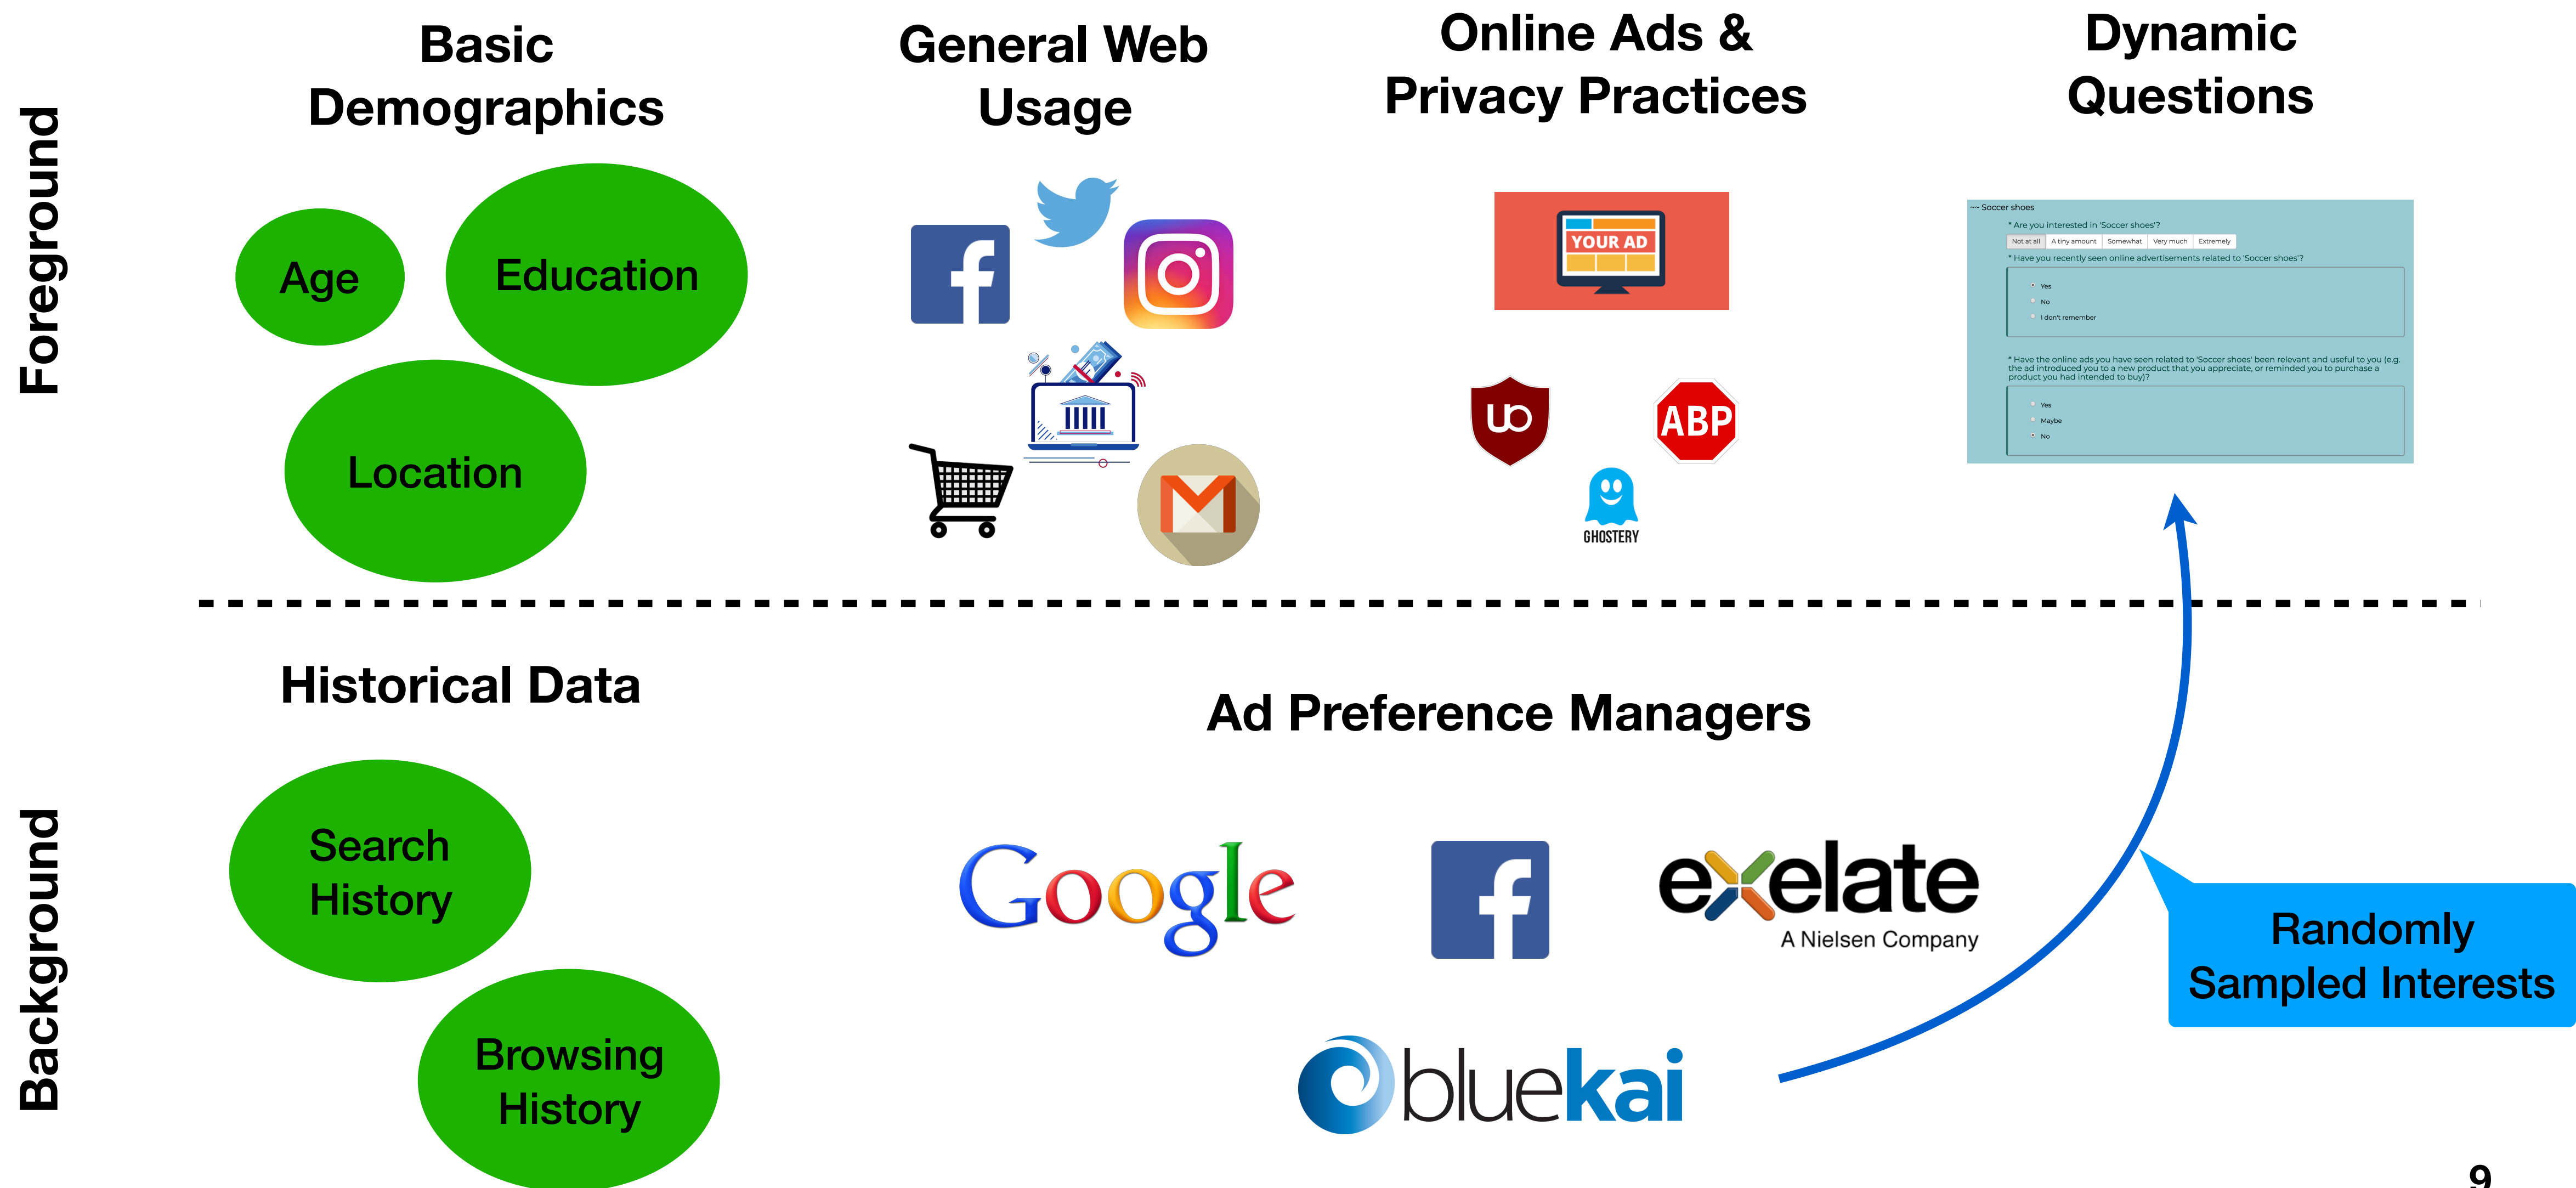 Foreground
Basic
Demographics
Age
Education
Location
General Web
Usage
Online Ads &
Privacy Practices
YOUR AD
uo
ABP
GHOSTERY
Dynamic
Questions
~~ Soccer shoes
* Are you interested in 'Soccer shoes'?
Not at all A tiny amount Somewhat Very much Extremely
* Have you recently seen online advertisements related to 'Soccer shoes'?
Yes
No
I don't remember
* Have the online ads you have seen related to 'Soccer shoes' been relevant and useful to you (e.g.
the ad introduced you to a new product that you appreciate, or reminded you to purchase a
product you had intended to buy)?
Yes
Maybe
No
Background
Historical Data
Search
History
Browsing
History
Ad Preference Managers
Google
f
exelate
A Nielsen Company
bluekai
Randomly
Sampled Interests
9